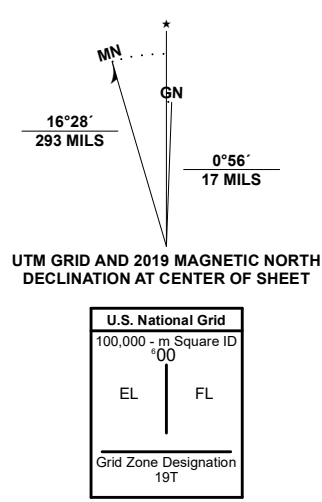 ★
MN
GN
16°28´
293 MILS
0°56´
17 MILS
UTM GRID AND 2019 MAGNETIC NORTH
DECLINATION AT CENTER OF SHEET
U.S. National Grid
100,000 - m Square ID
⁶00
EL FL
Grid Zone Designation
19T